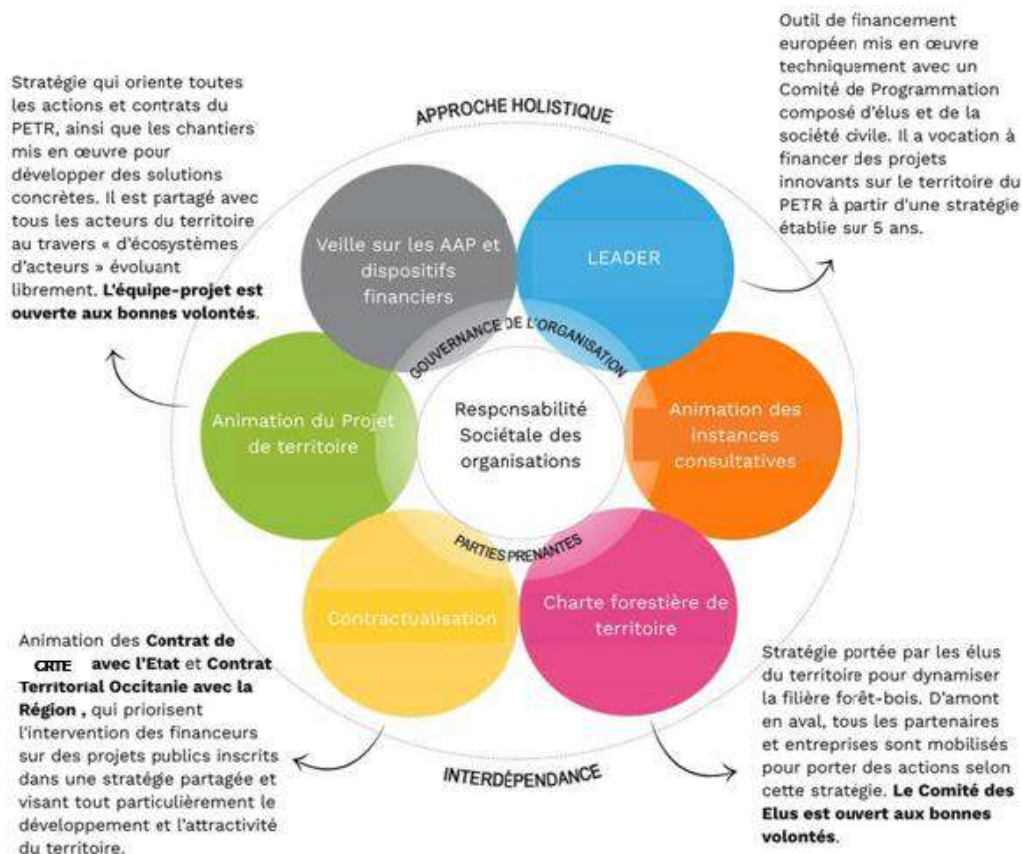 Outil de financement
européen mis en œuvre
techniquement avec un
Comité de Programmation
composé d'élus et de la
société civile. Il a vocation à
financer des projets
innovants sur le territoire du
PETR à partir d'une stratégie
établie sur 5 ans.
Stratégie qui oriente toutes
les actions et contrats du
PETR, ainsi que les chantiers
mis en œuvre pour
développer des solutions
concrètes. Il est partagé avec
tous les acteurs du territoire
au travers « d'écosystèmes
d'acteurs » évoluant
librement. L'équipe-projet est
ouverte aux bonnes volontés.
APPROCHE HOLISTIQUE
Veille sur les AAP et
dispositifs
financiers
LEADER
GOUVERNANCE DE L'ORGANISATION
Animation du Projet
de territoire
Responsabilité
Sociétale des
organisations
Animation des
instances
consultatives
PARTIES PRENANTES
Contractualisation
Charte forestière de
territoire
INTERDÉPENDANCE
Animation des Contrat de
CRTE avec l'Etat et Contrat
Territorial Occitanie avec la
Région , qui priorisent
l'intervention des financeurs
sur des projets publics inscrits
dans une stratégie partagée et
visant tout particulièrement le
développement et l'attractivité
du territoire.
Stratégie portée par les élus
du territoire pour dynamiser
la filière forêt-bois. D'amont
en aval, tous les partenaires
et entreprises sont mobilisés
pour porter des actions selon
cette stratégie. Le Comité des
Elus est ouvert aux bonnes
volontés.